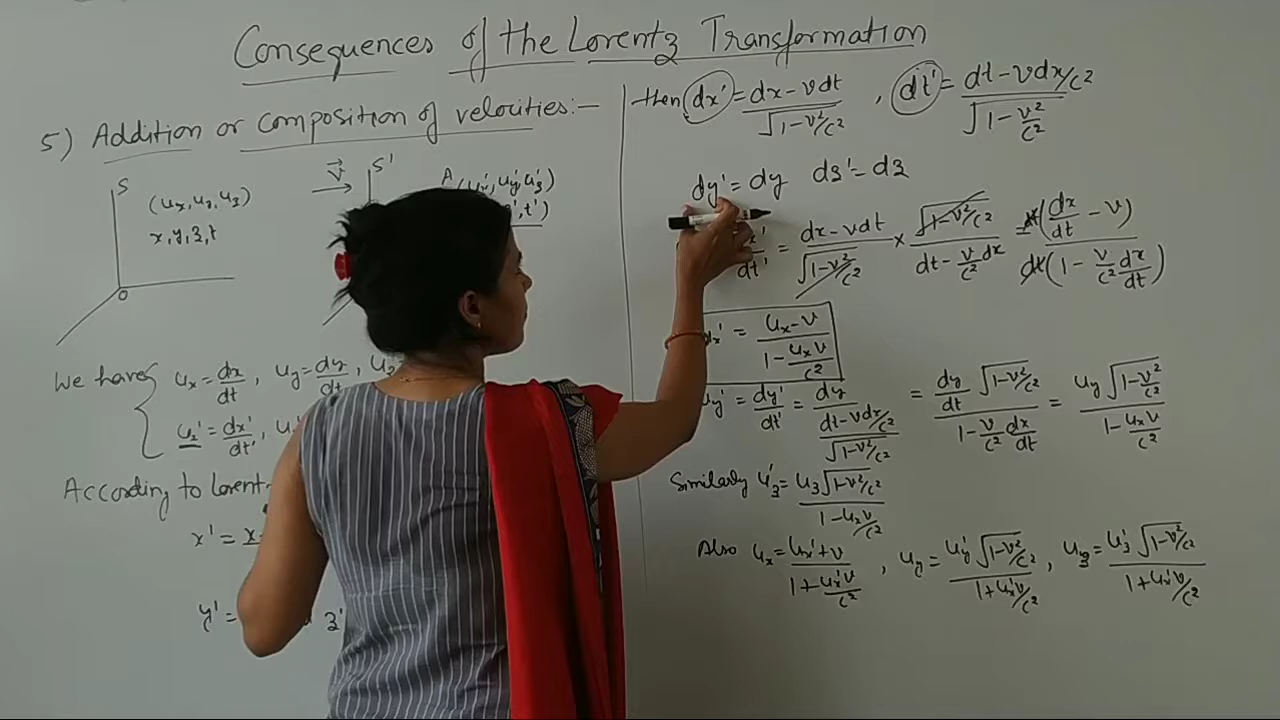 Consequences of the Lorentz Transformation
5) Addition or composition of velocities:-
S
(ux, uy, uz)
x, y, z, t
O
v⃗
S'
A
(ux', uy', uz')
', t')
We have
ux = dx/dt , uy = dy/dt , uz
ux' = dx'/dt' , u
According to Lorent
x' = x-
y' = z'
then dx' = (dx - vdt)/√(1-v²/c²) , dt' = (dt - vdx/c²)/√(1 - v²/c²)
dy' = dy dz' = dz
x'/dt' = (dx - vdt)/√(1-v²/c²) × √(1-v²/c²)/(dt - v/c² dx) = dt(dx/dt - v)/dt(1 - v/c² dx/dt)
ux' = (ux - v)/(1 - ux v/c²)
uy' = dy'/dt' = dy/((dt - vdx/c²)/√(1-v²/c²)) = (dy/dt √(1-v²/c²))/(1 - v/c² dx/dt) = uy √(1-v²/c²)/(1 - ux v/c²)
Similarly uz' = uz√(1-v²/c²)/(1 - ux v/c²)
Also ux = (ux' + v)/(1 + ux'v/c²) , uy = uy' √(1-v²/c²)/(1 + ux'v/c²) , uz = uz' √(1-v²/c²)/(1 + ux'v/c²)